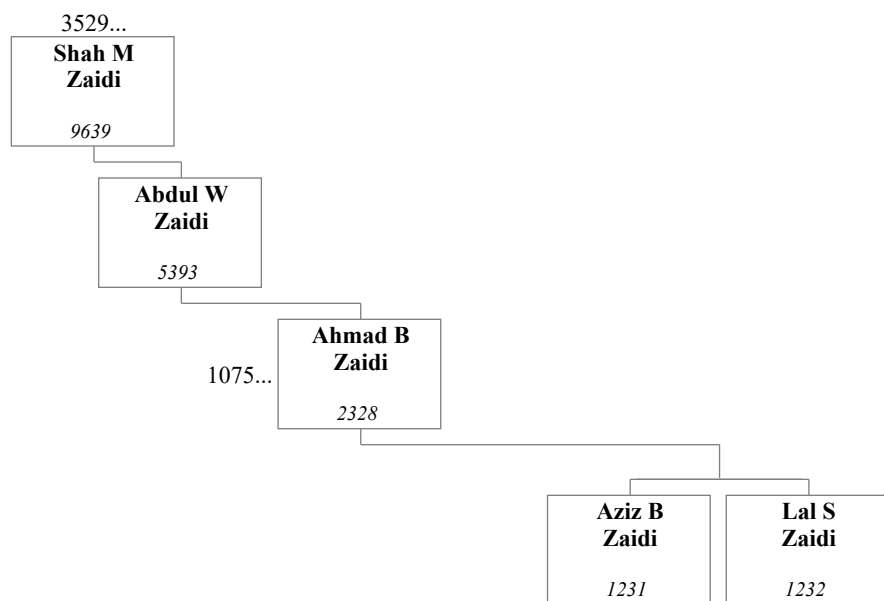 3529...
Shah M
Zaidi
9639
Abdul W
Zaidi
5393
Ahmad B
Zaidi
1075...
2328
Aziz B
Zaidi
1231
Lal S
Zaidi
1232